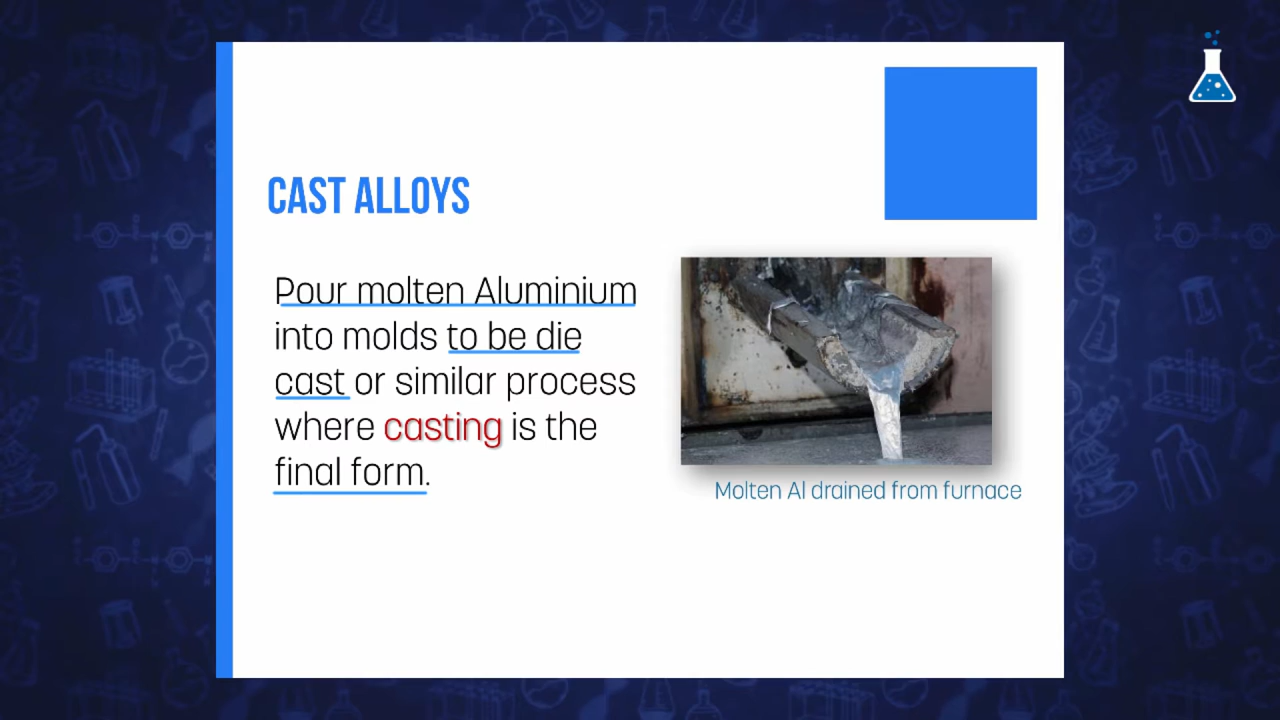 CAST ALLOYS
Pour molten Aluminium
into molds to be die
cast or similar process
where casting is the
final form.
Molten Al drained from furnace